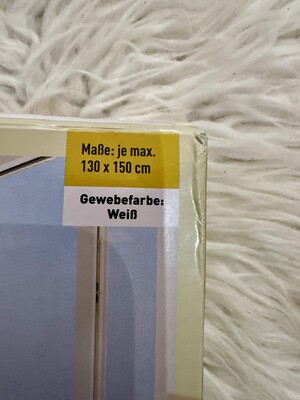 Maße: je max.
130 x 150 cm
Gewebefarbe:
Weiß